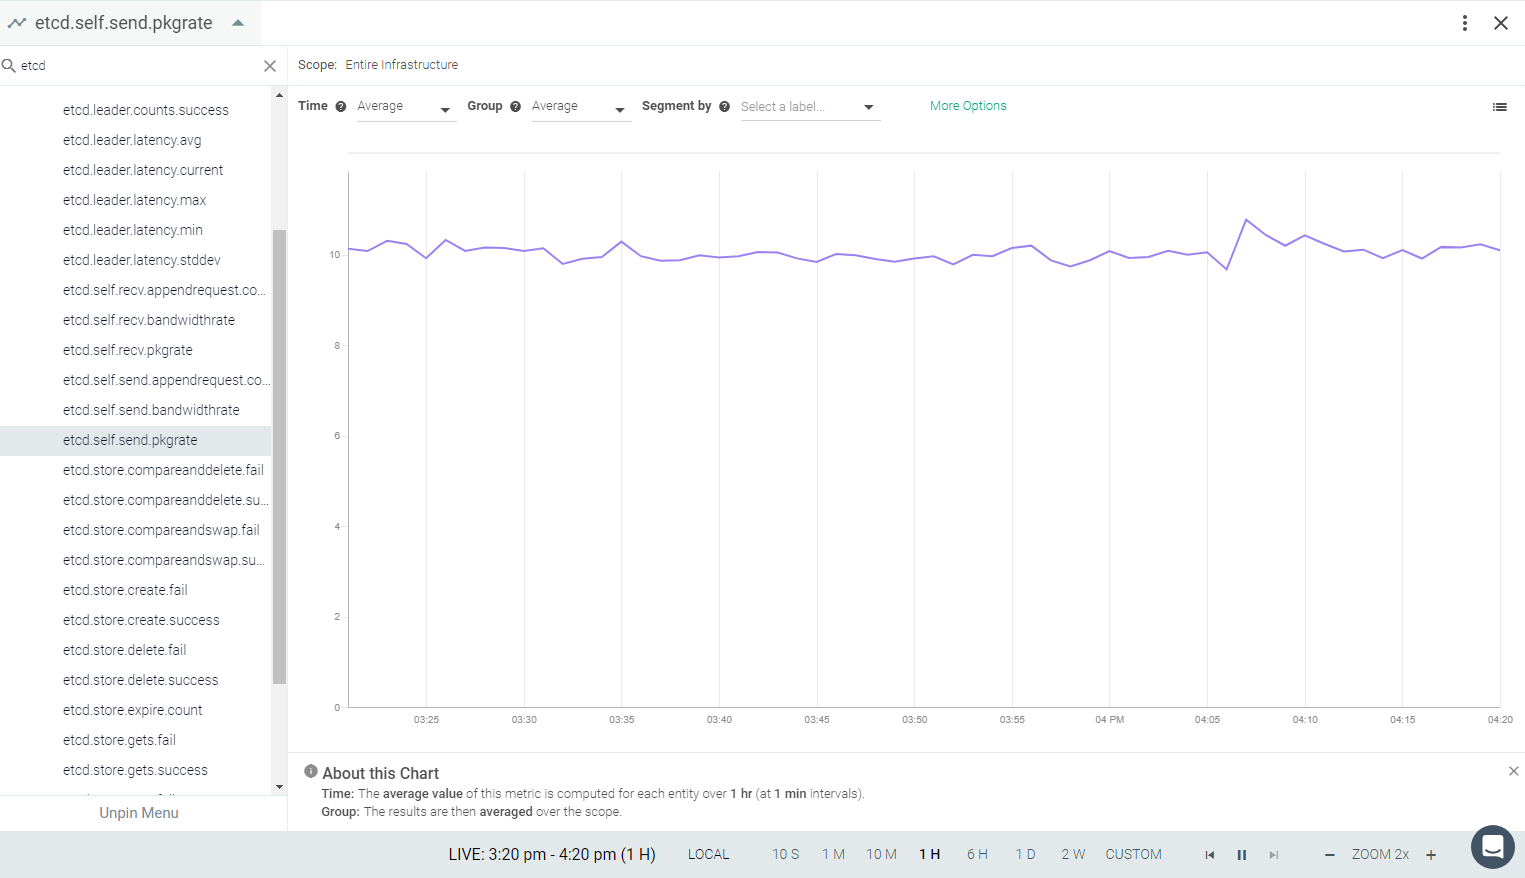 etcd.self.send.pkgrate
etcd
Scope: Entire Infrastructure
etcd.leader.counts.success
etcd.leader.latency.avg
etcd.leader.latency.current
etcd.leader.latency.max
etcd.leader.latency.min
etcd.leader.latency.stddev
etcd.self.recv.appendrequest.co...
etcd.self.recv.bandwidthrate
etcd.self.recv.pkgrate
etcd.self.send.appendrequest.co...
etcd.self.send.bandwidthrate
etcd.self.send.pkgrate
etcd.store.compareanddelete.fail
etcd.store.compareanddelete.su...
etcd.store.compareandswap.fail
etcd.store.compareandswap.su...
etcd.store.create.fail
etcd.store.create.success
etcd.store.delete.fail
etcd.store.delete.success
etcd.store.expire.count
etcd.store.gets.fail
etcd.store.gets.success
Unpin Menu
Time Average Group Average Segment by Select a label... More Options
10
8
6
4
2
0
03:25 03:30 03:35 03:40 03:45 03:50 03:55 04 PM 04:05 04:10 04:15 04:20
About this Chart
Time: The average value of this metric is computed for each entity over 1 hr (at 1 min intervals).
Group: The results are then averaged over the scope.
LIVE: 3:20 pm - 4:20 pm (1 H) LOCAL 10 S 1 M 10 M 1 H 6 H 1 D 2 W CUSTOM ZOOM 2x